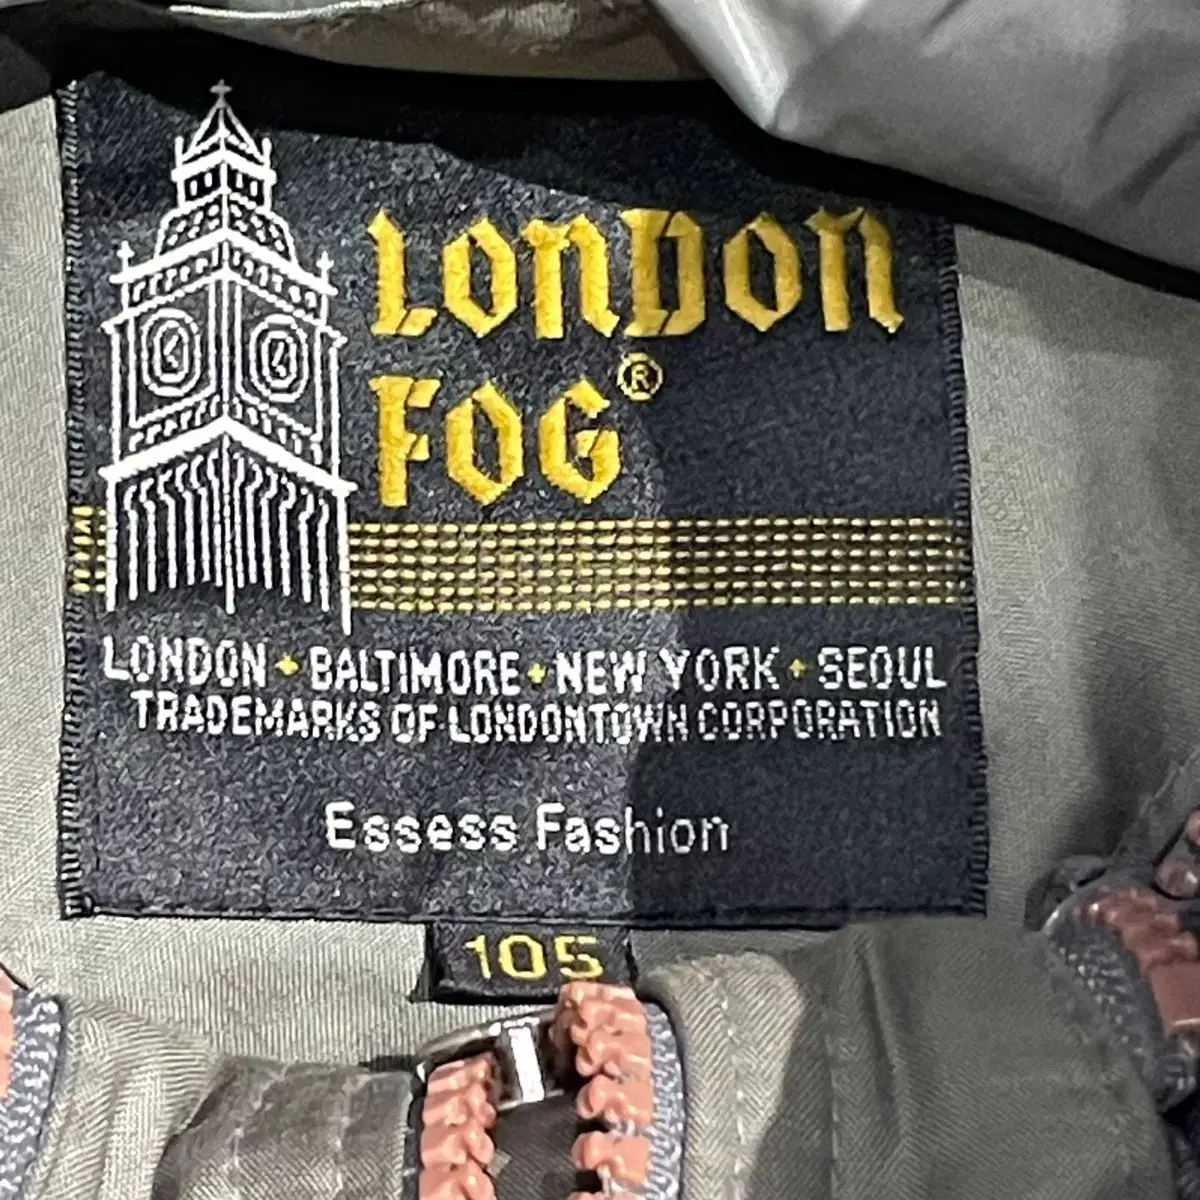 LONDON
FOG®
LONDON✦BALTIMORE✦NEW YORK✦SEOUL
TRADEMARKS OF LONDONTOWN CORPORATION
Essess Fashion
105